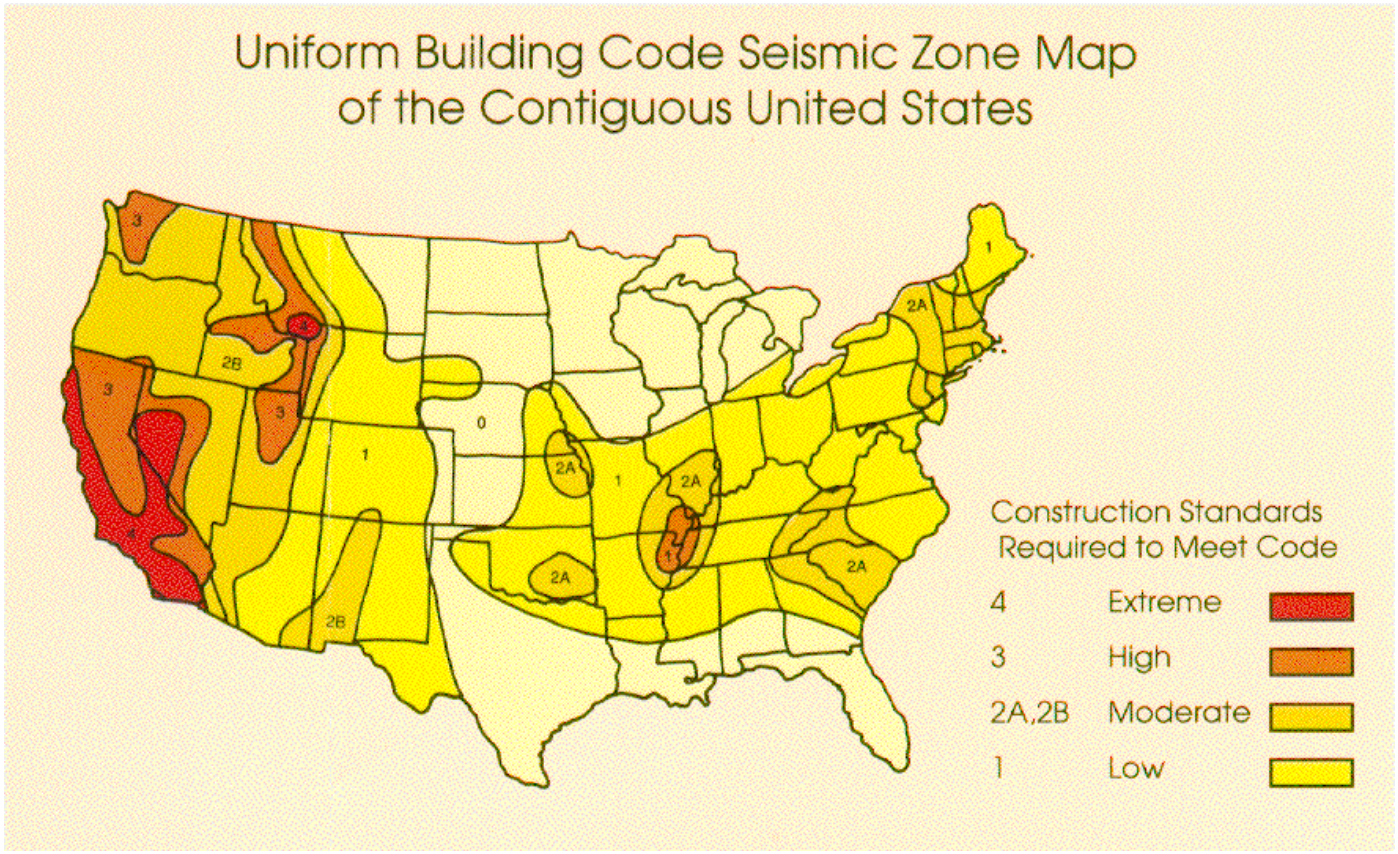 Uniform Building Code Seismic Zone Map
of the Contiguous United States
3
1
2A
4
2B
3
3
0
1
2A
1
2A
4
1
2A
2A
2B
Construction Standards
Required to Meet Code
4 Extreme
3 High
2A,2B Moderate
1 Low